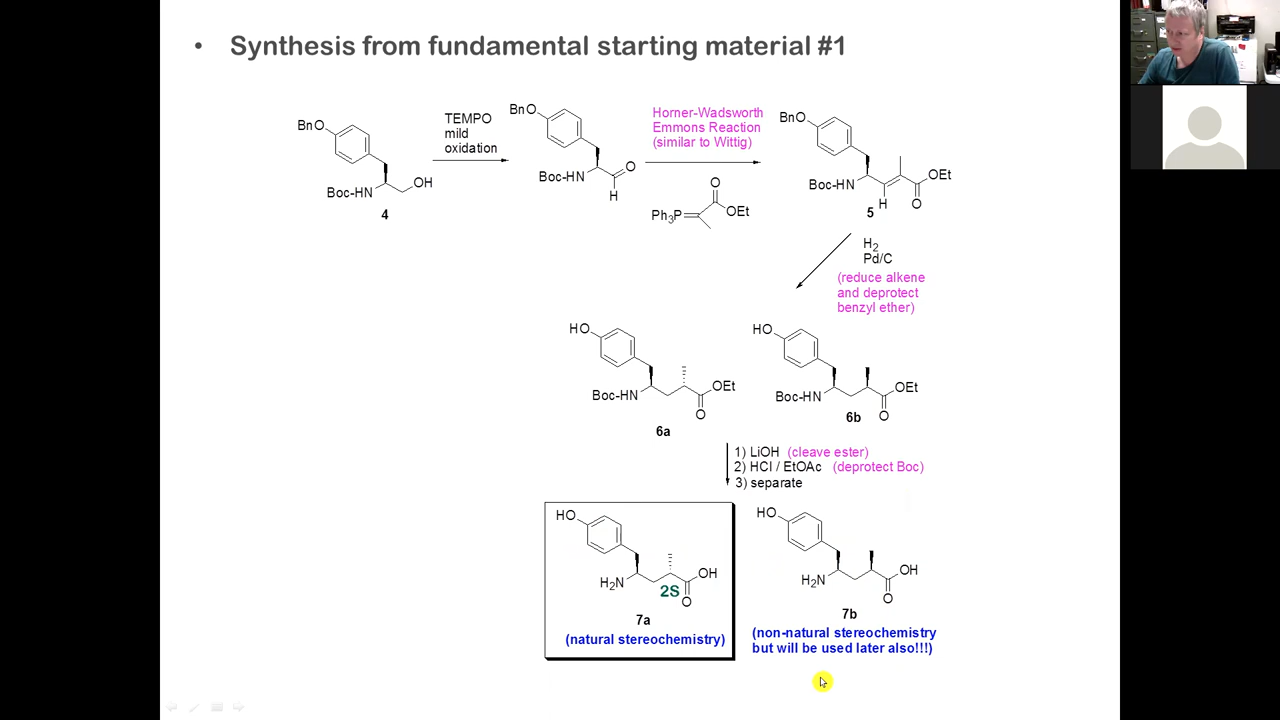 • Synthesis from fundamental starting material #1
BnO
Boc-HN
OH
4
TEMPO
mild
oxidation
BnO
Boc-HN
O
H
Horner-Wadsworth
Emmons Reaction
(similar to Wittig)
Ph3P
O
OEt
BnO
Boc-HN
H
OEt
O
5
H2
Pd/C
(reduce alkene
and deprotect
benzyl ether)
HO
Boc-HN
OEt
O
6a
HO
Boc-HN
OEt
O
6b
1) LiOH (cleave ester)
2) HCl / EtOAc (deprotect Boc)
3) separate
HO
H2N
2S
OH
O
7a
(natural stereochemistry)
HO
H2N
OH
O
7b
(non-natural stereochemistry
but will be used later also!!!)